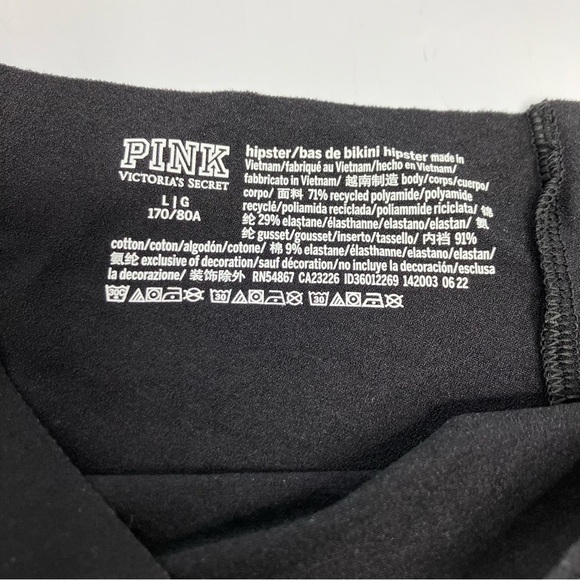 PINK
VICTORIA'S SECRET
L | G
170/80A
hipster/bas de bikini hipster made in
Vietnam/fabriqué au Vietnam/hecho en Vietnam/
fabbricato in Vietnam/ 越南制造 body/corps/cuerpo/
corpo/ 面料 71% recycled polyamide/polyamide
recyclé/poliamida reciclada/poliammide riciclata/ 锦
纶 29% elastane/élasthanne/elastano/elastan/ 氨
纶 gusset/gousset/inserto/tassello/ 内裆 91%
cotton/coton/algodón/cotone/ 棉 9% elastane/élasthanne/elastano/elastan/
氨纶 exclusive of decoration/sauf décoration/no incluye la decoración/esclusa
la decorazione/ 装饰除外 RN54867 CA23226 ID36012269 142003 06 22
30 30 30